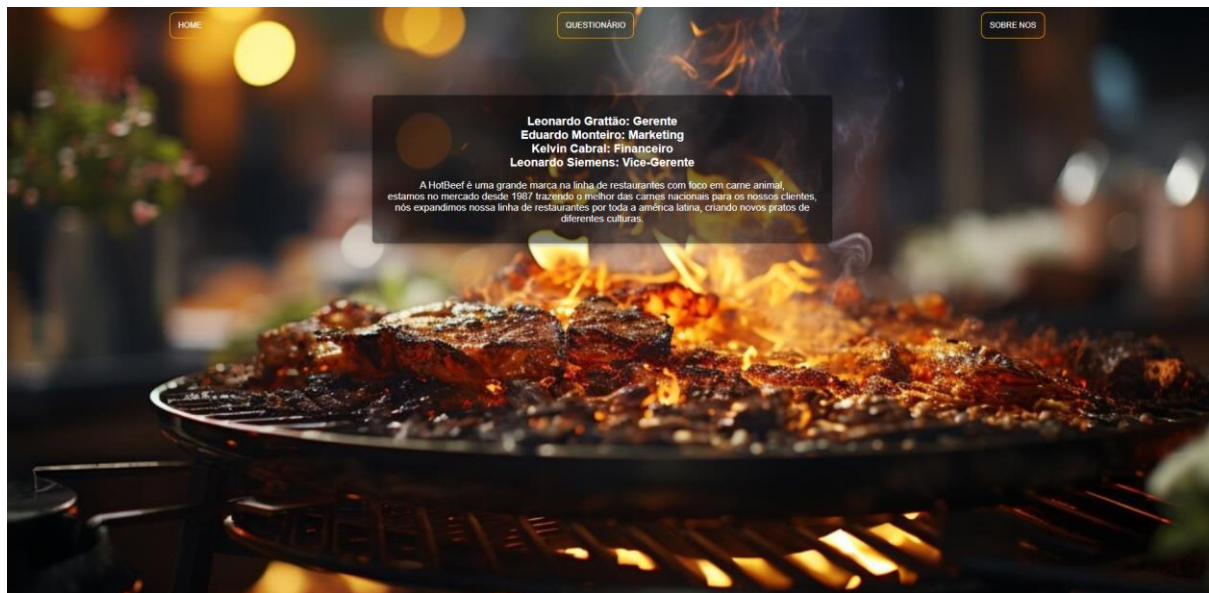 HOME
QUESTIONÁRIO
SOBRE NOS
Leonardo Grattão: Gerente
Eduardo Monteiro: Marketing
Kelvin Cabral: Financeiro
Leonardo Siemens: Vice-Gerente
A HotBeef é uma grande marca na linha de restaurantes com foco em carne animal,
estamos no mercado desde 1987 trazendo o melhor das carnes nacionais para os nossos clientes,
nós expandimos nossa linha de restaurantes por toda a américa latina, criando novos pratos de
diferentes culturas.